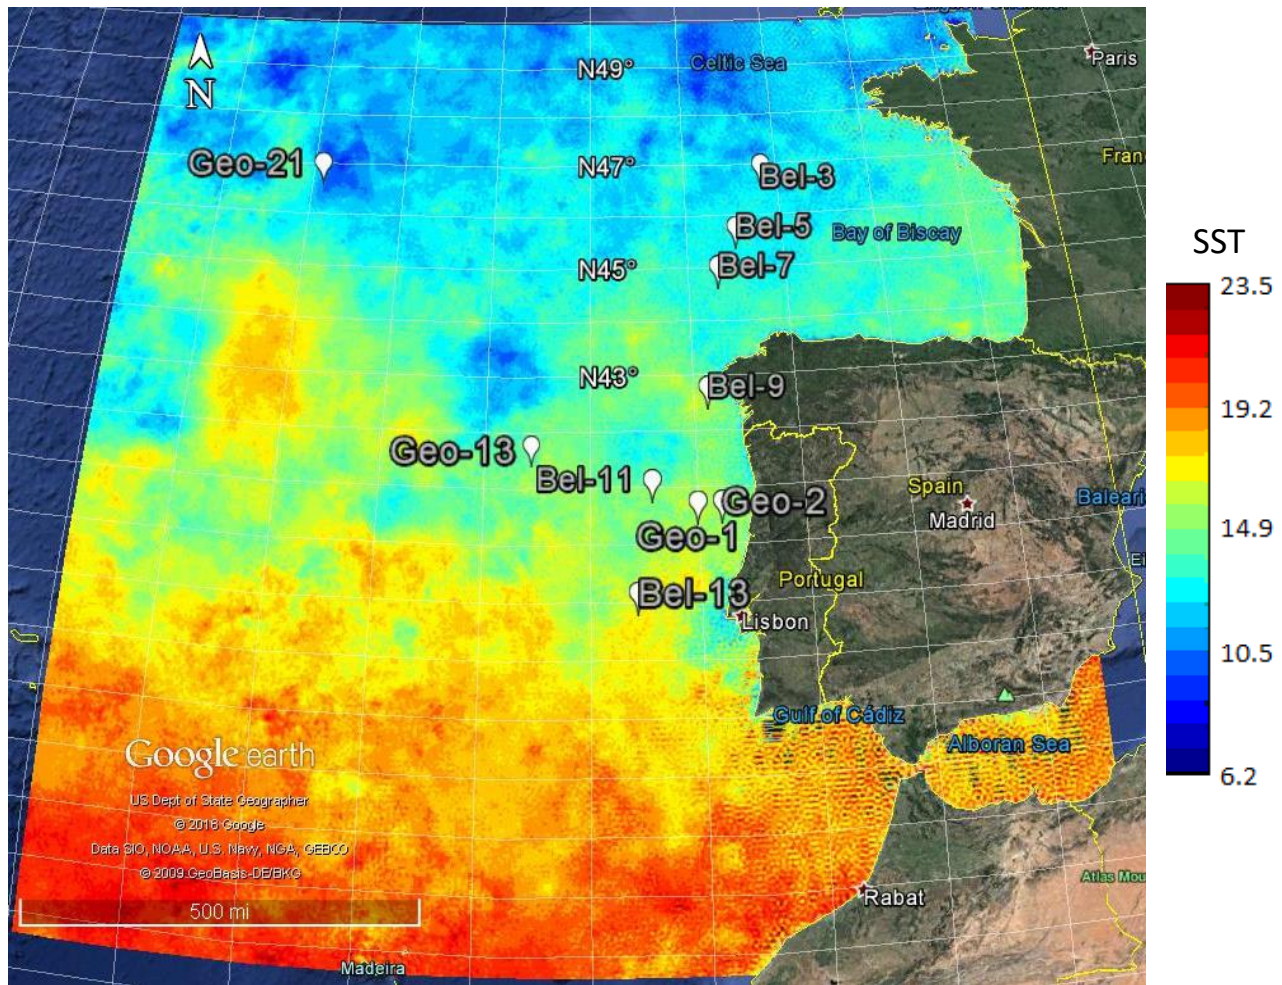 N49°
Celtic Sea
Paris
N
Geo-21
N47°
Bel-3
Fran
Bel-5
Bay of Biscay
Bel-7
N45°
SST
23.5
N43°
Bel-9
19.2
Geo-13
Bel-11
Geo-2
Spain
Madrid
Baleari
14.9
Geo-1
Portugal
Bel-13
Lisbon
10.5
Gulf of Cádiz
Alboran Sea
6.2
Google earth
US Dept of State Geographer
© 2016 Google
Data SIO, NOAA, U.S. Navy, NGA, GEBCO
© 2009 GeoBasis-DE/BKG
500 mi
Rabat
Atlas Mou
Madeira